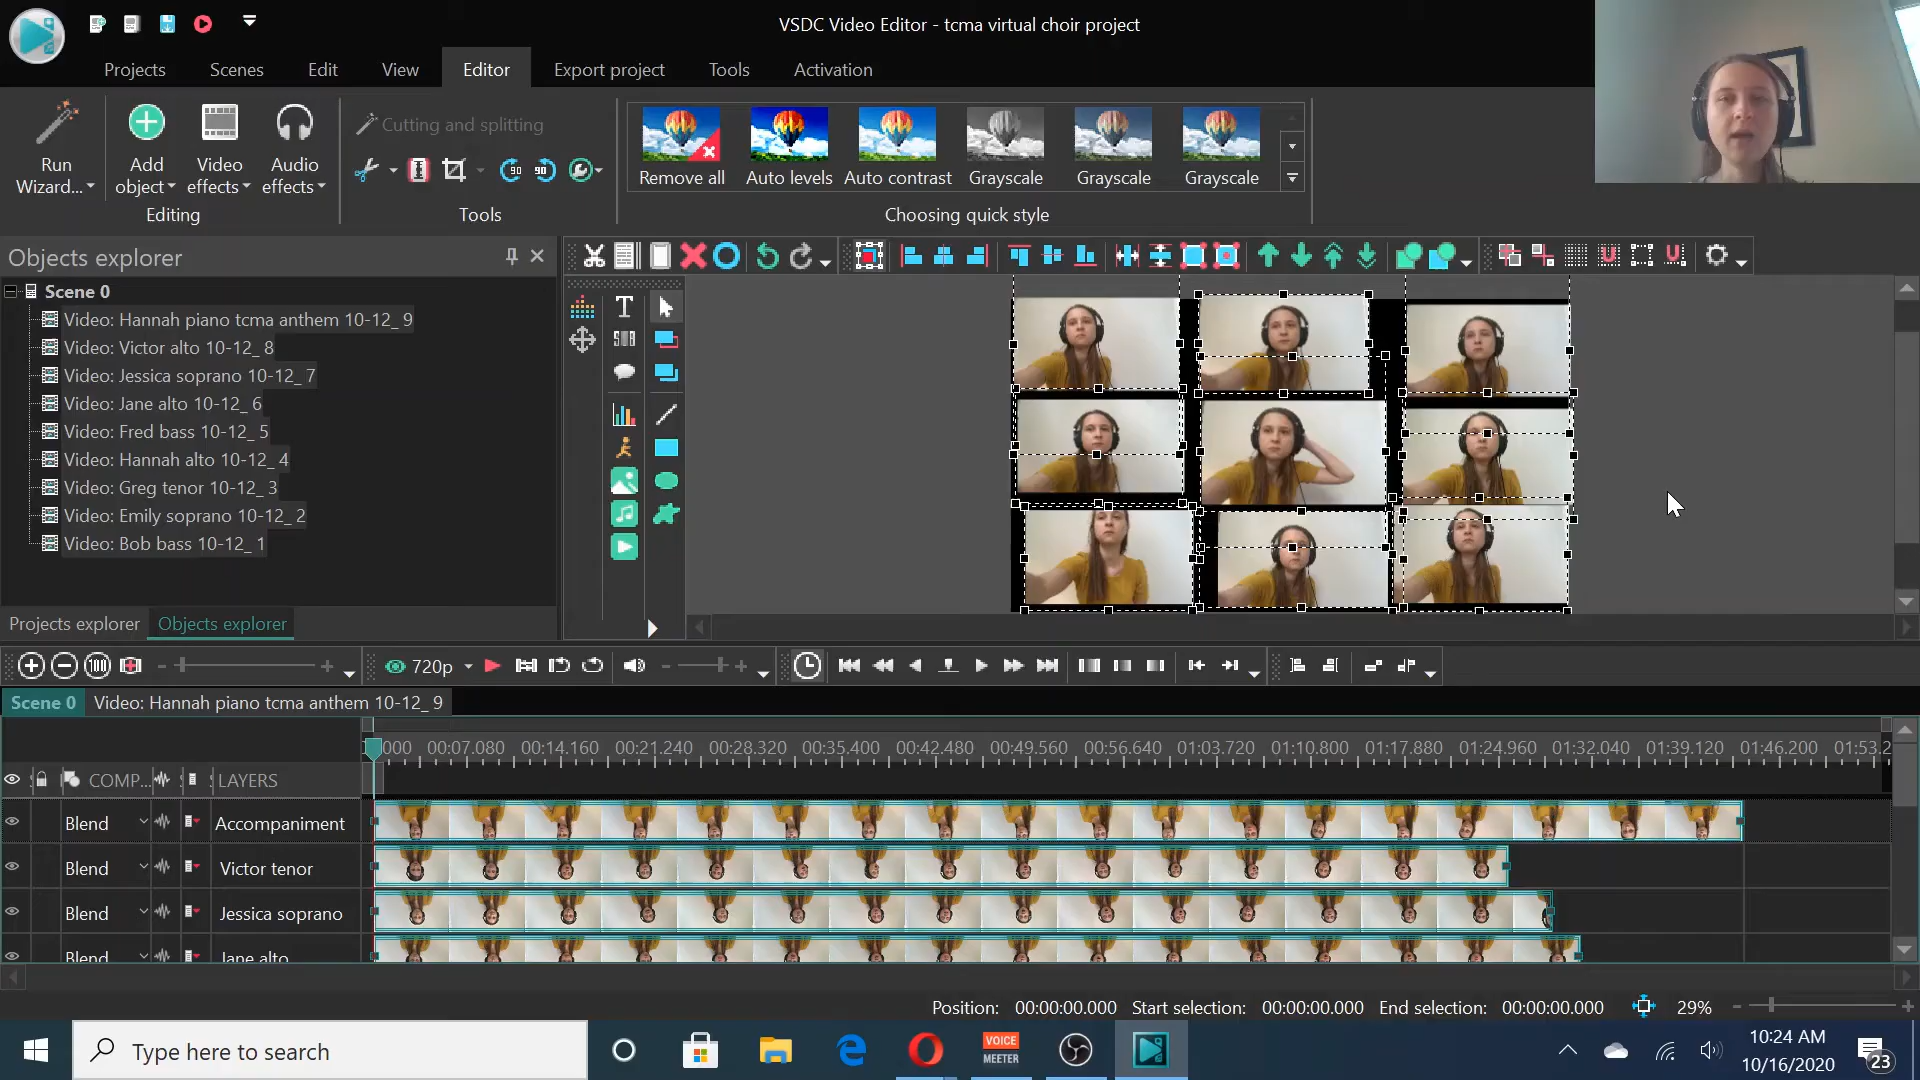 VSDC Video Editor - tcma virtual choir project
Projects Scenes Edit View Editor Export project Tools Activation
Run Wizard...
Add object
Video effects
Audio effects
Editing
Cutting and splitting
Tools
Remove all
Auto levels
Auto contrast
Grayscale
Grayscale
Grayscale
Choosing quick style
Objects explorer
Scene 0
Video: Hannah piano tcma anthem 10-12_ 9
Video: Victor alto 10-12_ 8
Video: Jessica soprano 10-12_ 7
Video: Jane alto 10-12_ 6
Video: Fred bass 10-12_ 5
Video: Hannah alto 10-12_ 4
Video: Greg tenor 10-12_ 3
Video: Emily soprano 10-12_ 2
Video: Bob bass 10-12_ 1
Projects explorer Objects explorer
720p
Scene 0 Video: Hannah piano tcma anthem 10-12_ 9
000 00:07.080 00:14.160 00:21.240 00:28.320 00:35.400 00:42.480 00:49.560 00:56.640 01:03.720 01:10.800 01:17.880 01:24.960 01:32.040 01:39.120 01:46.200 01:53.2
COMP... LAYERS
Blend Accompaniment
Blend Victor tenor
Blend Jessica soprano
Blend Jane alto
Position: 00:00:00.000 Start selection: 00:00:00.000 End selection: 00:00:00.000 29%
Type here to search
VOICE
MEETER
10:24 AM
10/16/2020
23